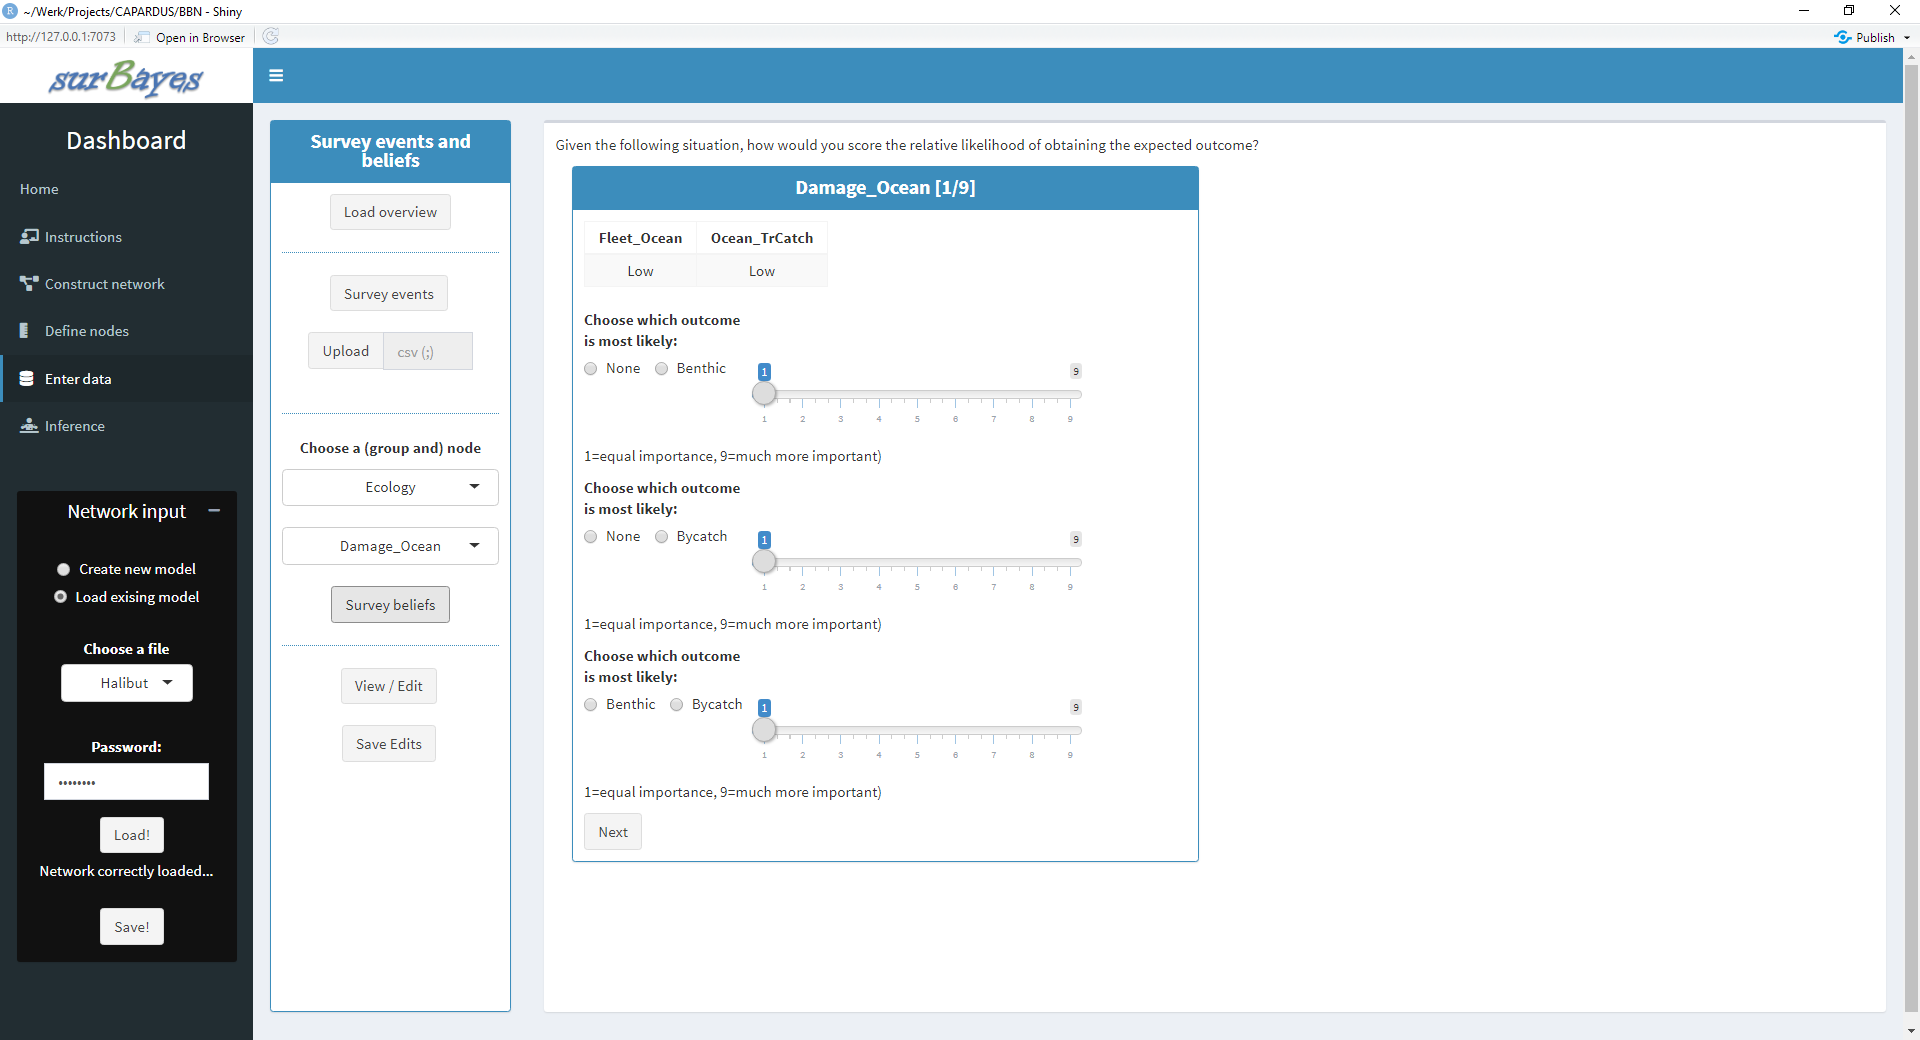 ~/Werk/Projects/CAPARDUS/BBN - Shiny
http://127.0.0.1:7073
Open in Browser
Publish
surBayes
Dashboard
Home
Instructions
Construct network
Define nodes
Enter data
Inference
Network input
Create new model
Load exising model
Choose a file
Halibut
Password:
••••••••
Load!
Network correctly loaded...
Save!
Survey events and
beliefs
Load overview
Survey events
Upload csv (;)
Choose a (group and) node
Ecology
Damage_Ocean
Survey beliefs
View / Edit
Save Edits
Given the following situation, how would you score the relative likelihood of obtaining the expected outcome?
Damage_Ocean [1/9]
Fleet_Ocean Ocean_TrCatch
Low Low
Choose which outcome
is most likely:
None Benthic
1 9
1 2 3 4 5 6 7 8 9
1=equal importance, 9=much more important)
Choose which outcome
is most likely:
None Bycatch
1 9
1 2 3 4 5 6 7 8 9
1=equal importance, 9=much more important)
Choose which outcome
is most likely:
Benthic Bycatch
1 9
1 2 3 4 5 6 7 8 9
1=equal importance, 9=much more important)
Next